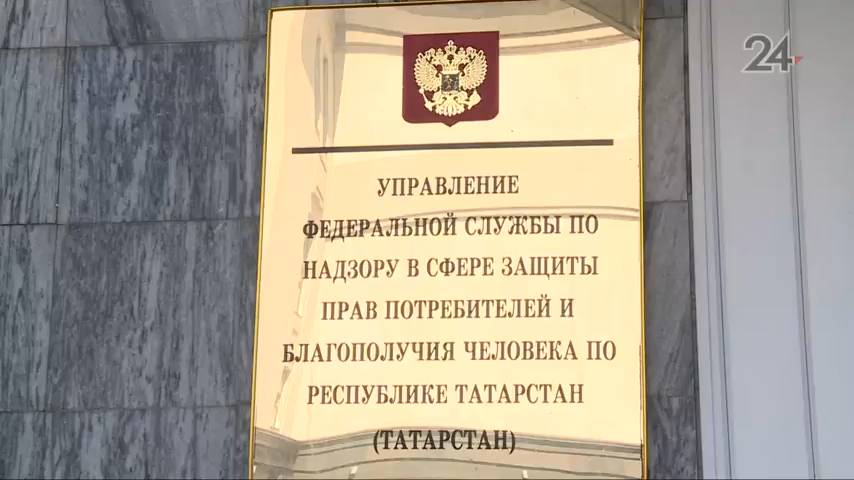 24
УПРАВЛЕНИЕ
ФЕДЕРАЛЬНОЙ СЛУЖБЫ ПО
НАДЗОРУ В СФЕРЕ ЗАЩИТЫ
ПРАВ ПОТРЕБИТЕЛЕЙ И
БЛАГОПОЛУЧИЯ ЧЕЛОВЕКА ПО
РЕСПУБЛИКЕ ТАТАРСТАН
(ТАТАРСТАН)